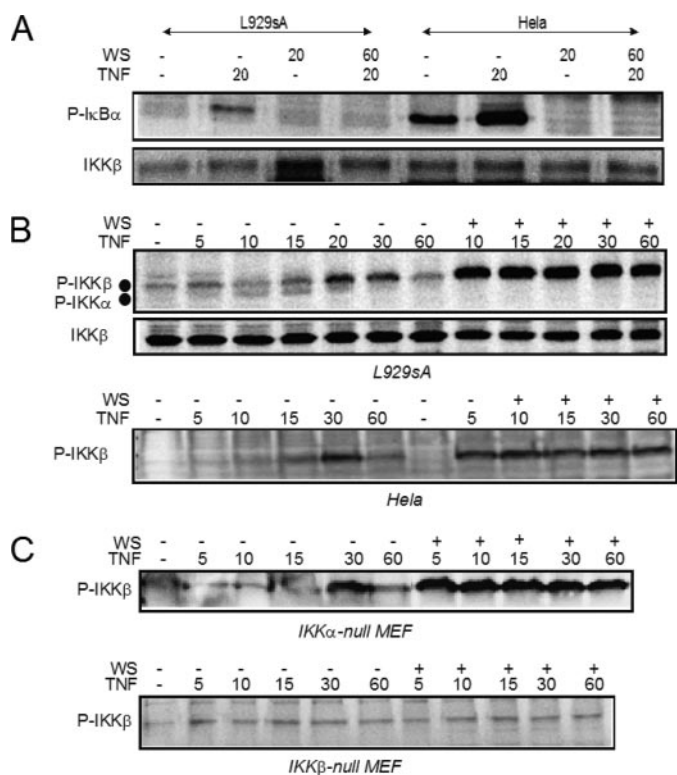 A
L929sA Hela
WS - - 20 60 - - 20 60
TNF - 20 - 20 - 20 - 20
P-IκBα
IKKβ
B
WS - - - - - - - + + + + +
TNF - 5 10 15 20 30 60 10 15 20 30 60
P-IKKβ
P-IKKα
IKKβ
L929sA
WS - - - - - - - + + + + +
TNF - 5 10 15 30 60 - 5 10 15 30 60
P-IKKβ
Hela
C
WS - - - - - - + + + + +
TNF - 5 10 15 30 60 5 10 15 30 60
P-IKKβ
IKKα-null MEF
WS - - - - - - + + + + +
TNF - 5 10 15 30 60 5 10 15 30 60
P-IKKβ
IKKβ-null MEF